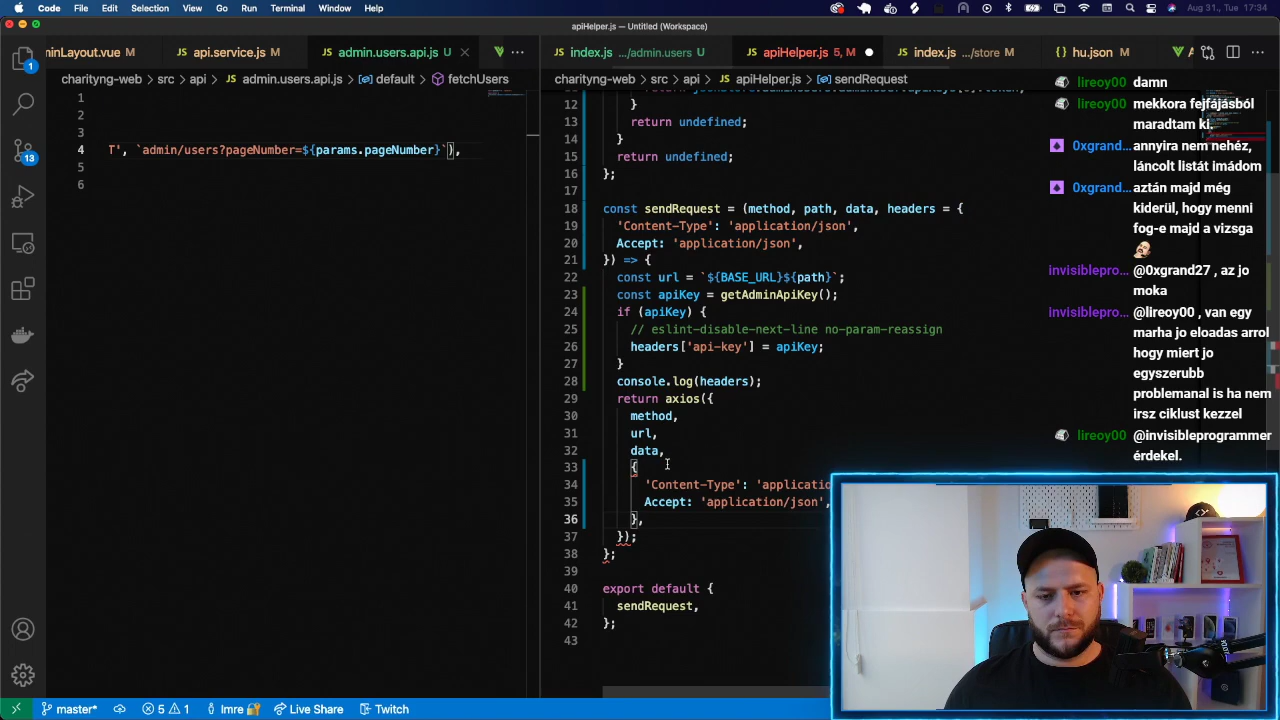 Code File Edit Selection View Go Run Terminal Window Help
Aug 31., Tue 17:34
apiHelper.js — Untitled (Workspace)
ninLayout.vue M
api.service.js M
admin.users.api.js U
index.js .../admin.users U
apiHelper.js 5, M
index.js .../store M
hu.json M
charityng-web > src > api > admin.users.api.js > default > fetchUsers
charityng-web > src > api > apiHelper.js > sendRequest
1
2
3
4 T', `admin/users?pageNumber=${params.pageNumber}`),
5
6
12 }
13 return undefined;
14 }
15 return undefined;
16 };
17
18 const sendRequest = (method, path, data, headers = {
19 'Content-Type': 'application/json',
20 Accept: 'application/json',
21 }) => {
22 const url = `${BASE_URL}${path}`;
23 const apiKey = getAdminApiKey();
24 if (apiKey) {
25 // eslint-disable-next-line no-param-reassign
26 headers['api-key'] = apiKey;
27 }
28 console.log(headers);
29 return axios({
30 method,
31 url,
32 data,
33 {
34 'Content-Type': 'applicatio
35 Accept: 'application/json',
36 },
37 });
38 };
39
40 export default {
41 sendRequest,
42 };
43
lireoy00 damn
lireoy00 mekkora fejfájásból
maradtam ki.
0xgrand... annyira nem nehéz,
láncolt listát imádom
0xgrand... aztán majd még
kiderül, hogy menni
fog-e majd a vizsga
invisiblepro... @0xgrand27 , az jo
moka
invisiblepro... @lireoy00 , van egy
marha jo eloadas arrol
hogy miert jo
egyszerubb
problemanal is ha nem
irsz ciklust kezzel
lireoy00 @invisibleprogrammer
érdekel.
1
13
master* 5 1 Imre Live Share Twitch